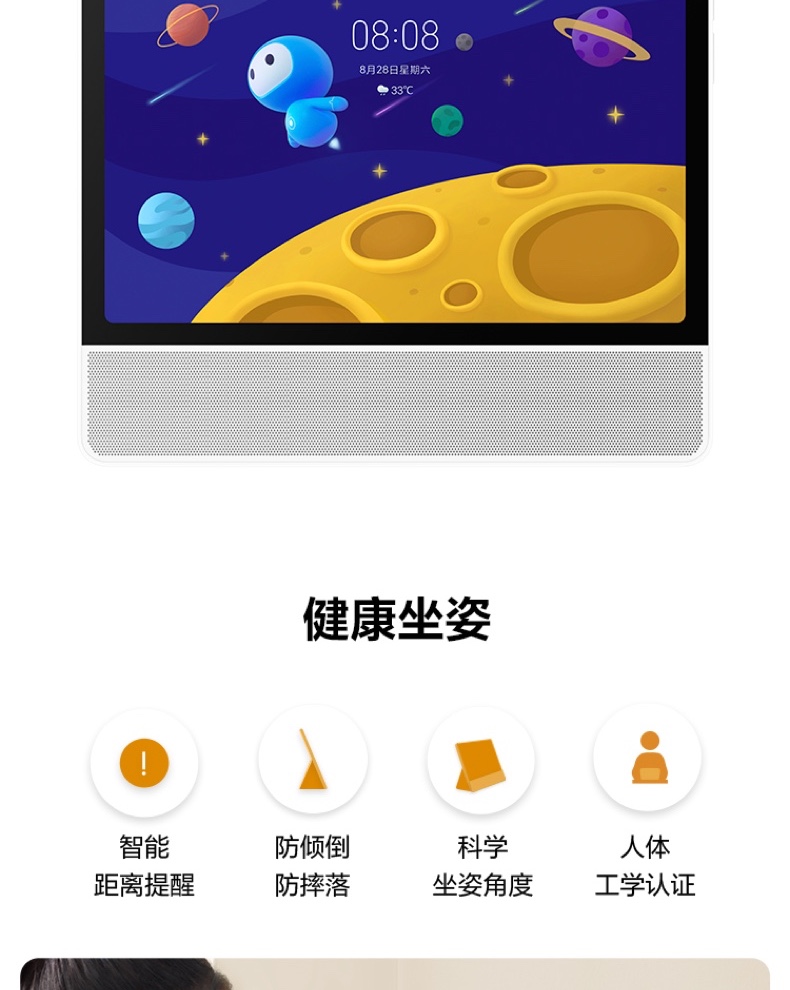 08:08
8月28日星期六
33℃
健康坐姿
智能
距离提醒
防倾倒
防摔落
科学
坐姿角度
人体
工学认证